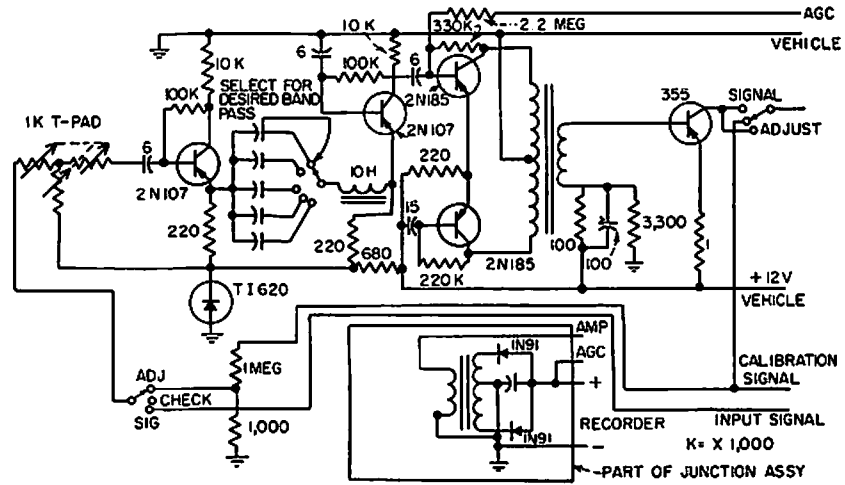 AGC
10 K
330K
2.2 MEG
VEHICLE
10 K
6
100K
6
SELECT FOR
DESIRED BAND
PASS
2N185
355
SIGNAL
100K
1K T-PAD
2N107
ADJUST
6
2N107
10H
220
15
220
220
680
100
100
3,300
1
2N185
220K
+12V
VEHICLE
TI620
AMP
1N91
AGC
1MEG
CALIBRATION
SIGNAL
ADJ
CHECK
SIG
+
1,000
RECORDER
INPUT SIGNAL
1N91
-
K= X 1,000
PART OF JUNCTION ASSY